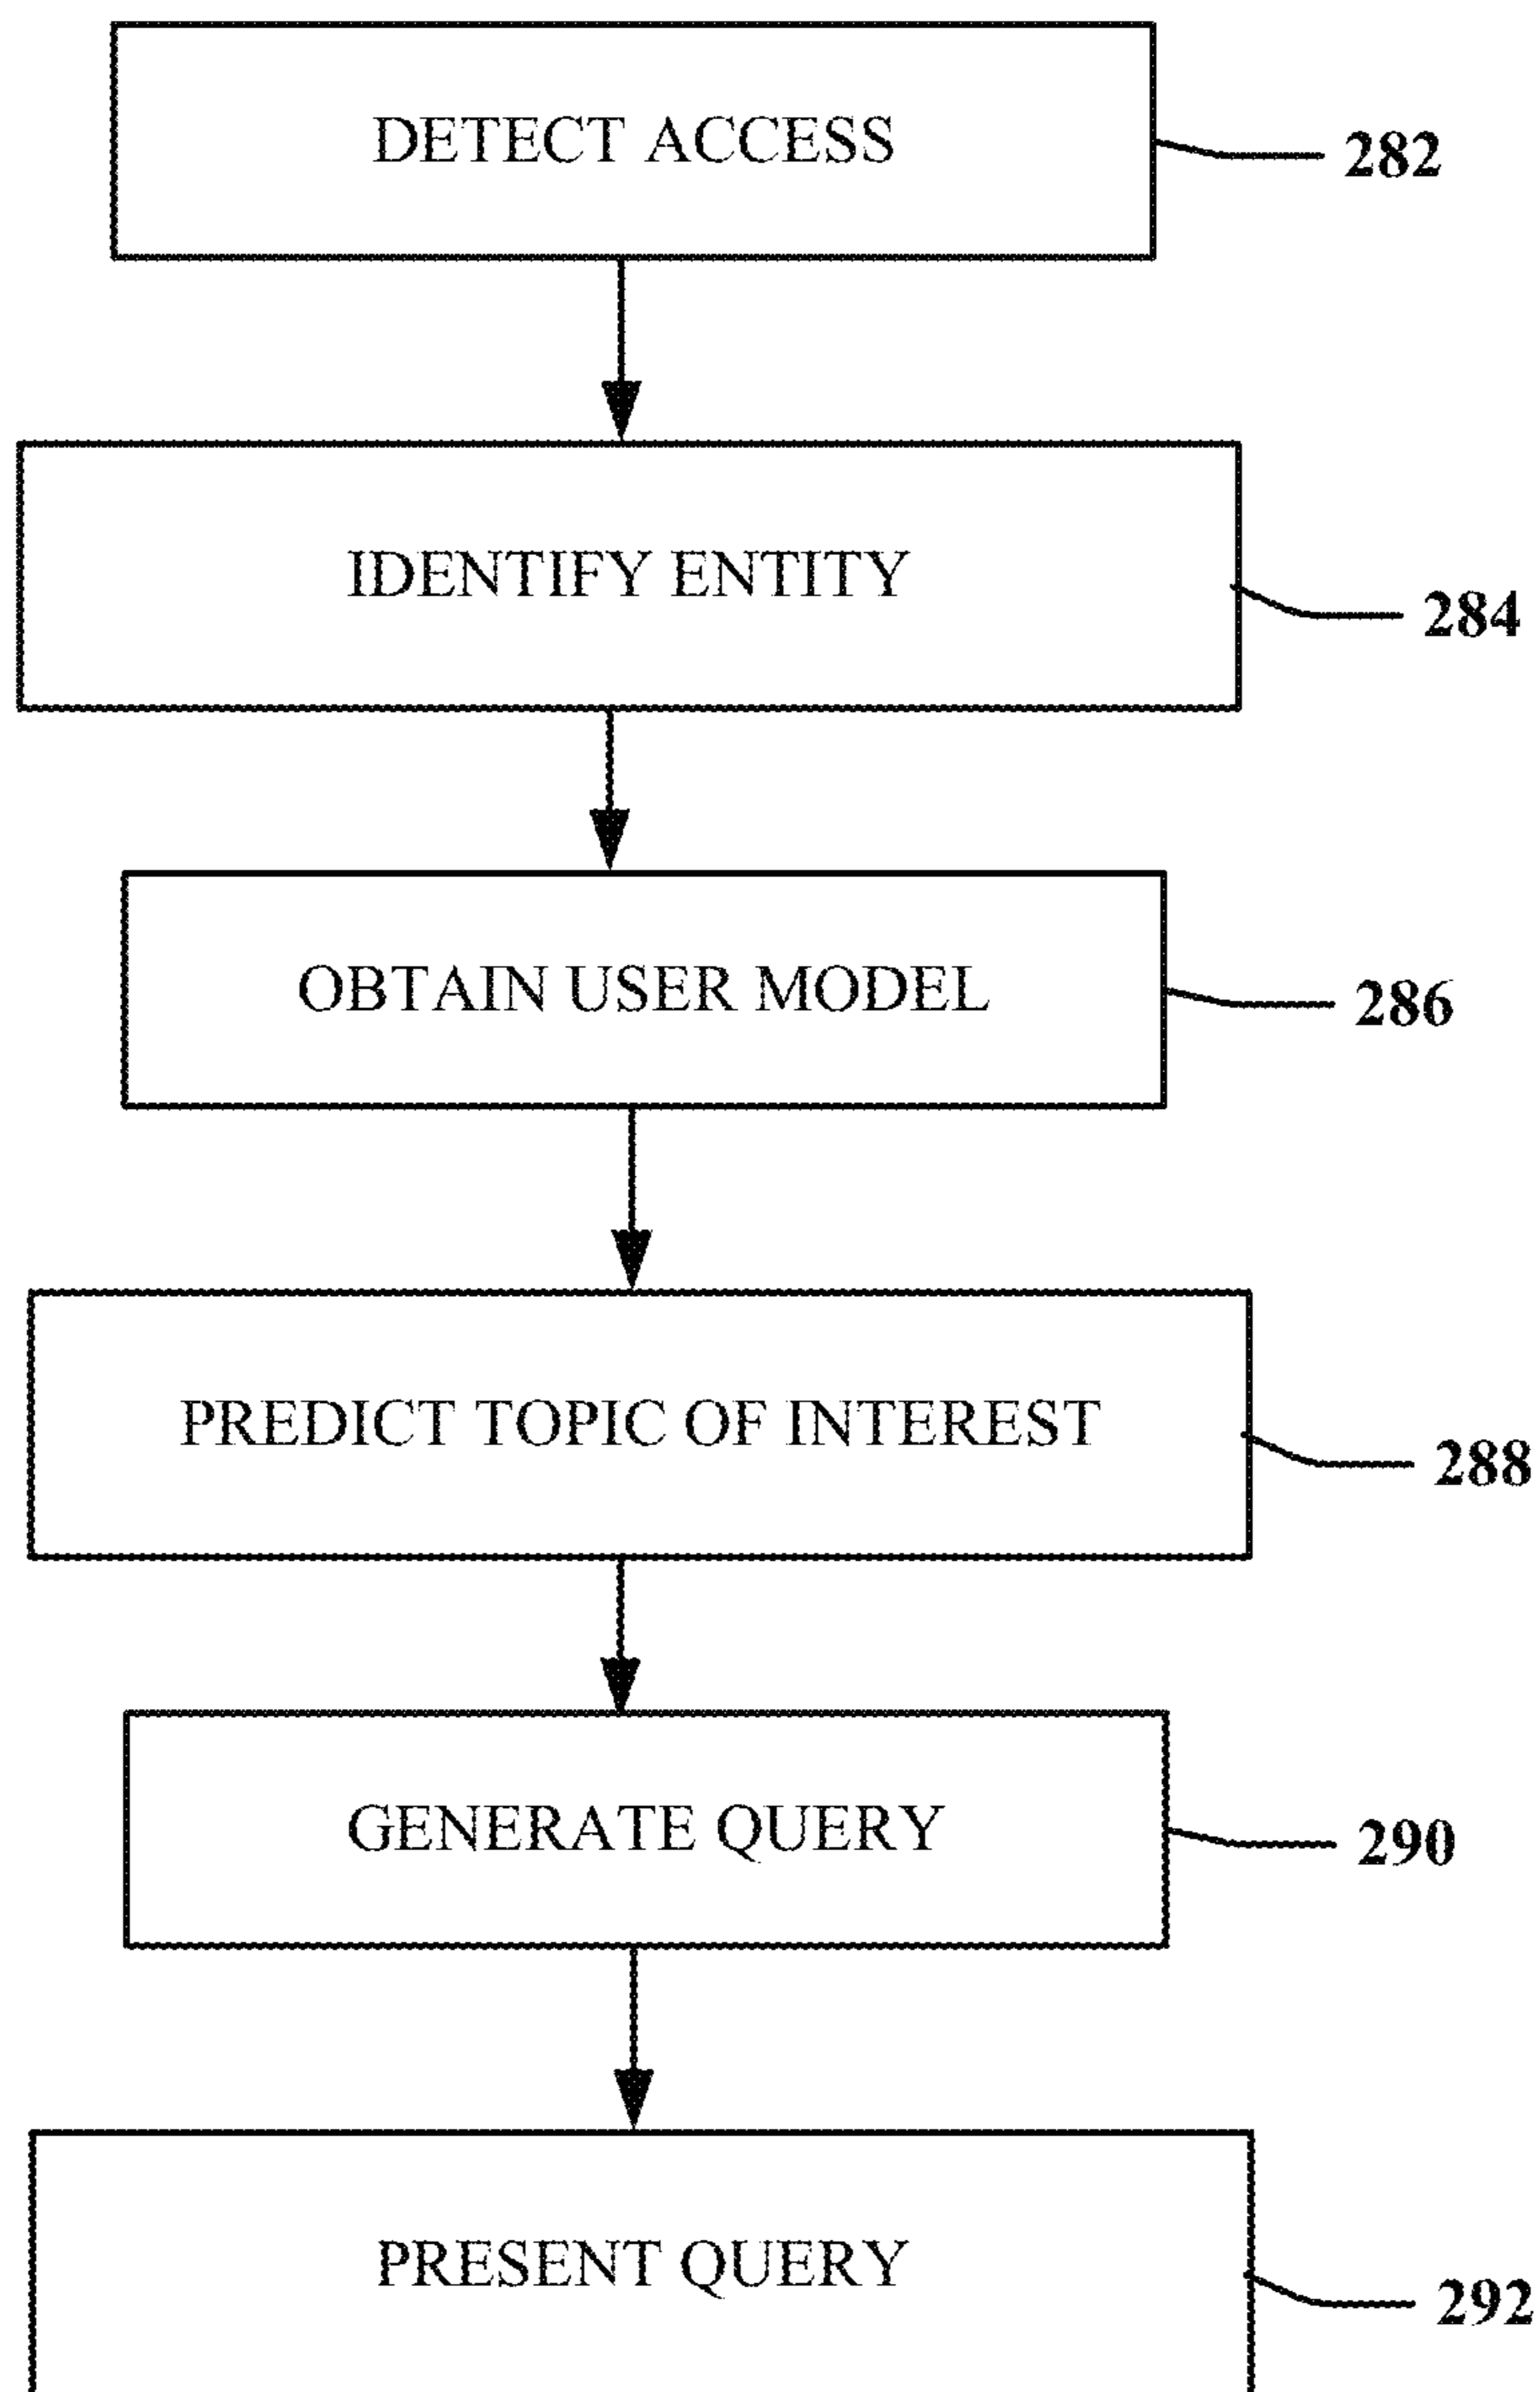 DETECT ACCESS
282
IDENTIFY ENTITY
284
OBTAIN USER MODEL
286
PREDICT TOPIC OF INTEREST
288
GENERATE QUERY
290
PRESENT QUERY
292